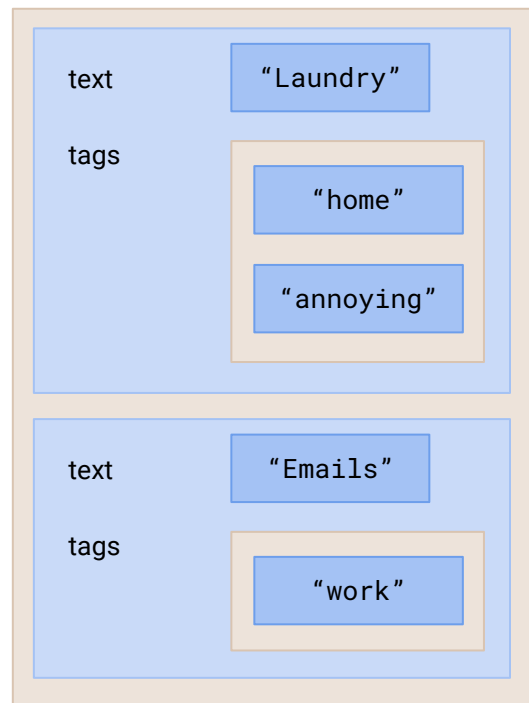 text “Laundry”
tags
“home”
“annoying”
text “Emails”
tags
“work”